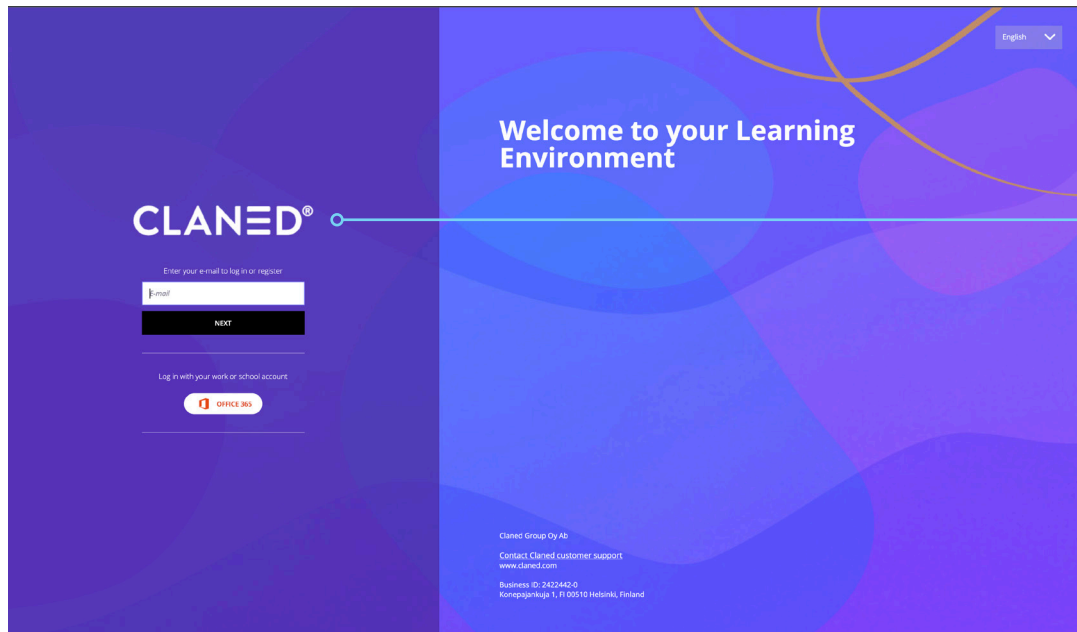 English
Welcome to your Learning
Environment
CLANED®
Enter your e-mail to log in or register
E-mail
NEXT
Log in with your work or school account
OFFICE 365
Claned Group Oy Ab
Contact Claned customer support
www.claned.com
Business ID: 2422442-0
Konepajankuja 1, FI 00510 Helsinki, Finland